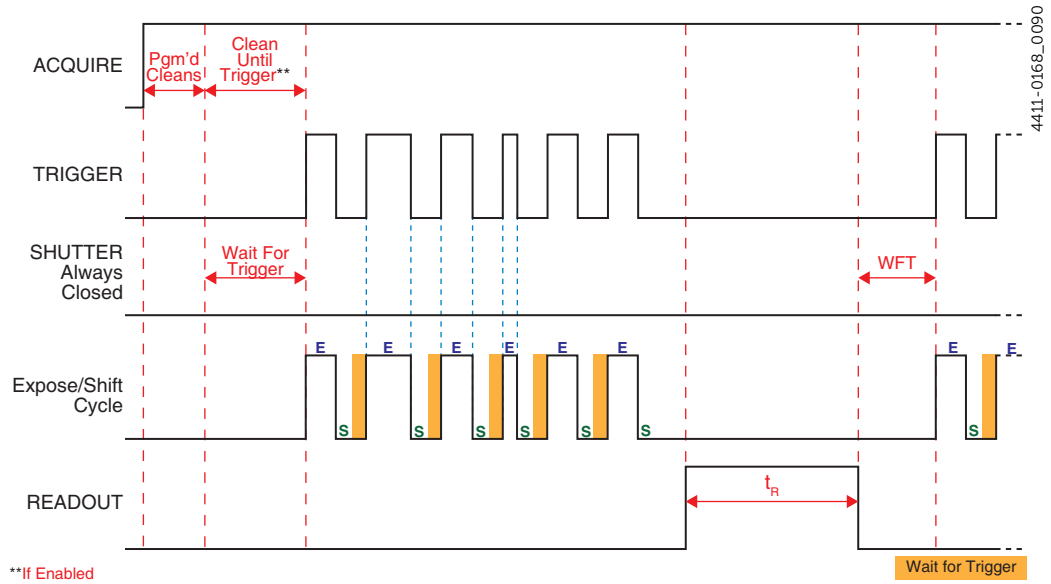 4411-0168_0090
ACQUIRE
Pgm'd
Cleans
Clean
Until
Trigger**
TRIGGER
SHUTTER
Always
Closed
Wait For
Trigger
WFT
Expose/Shift
Cycle
E E E E E E E E
S S S S S S S
READOUT
tR
**If Enabled
Wait for Trigger